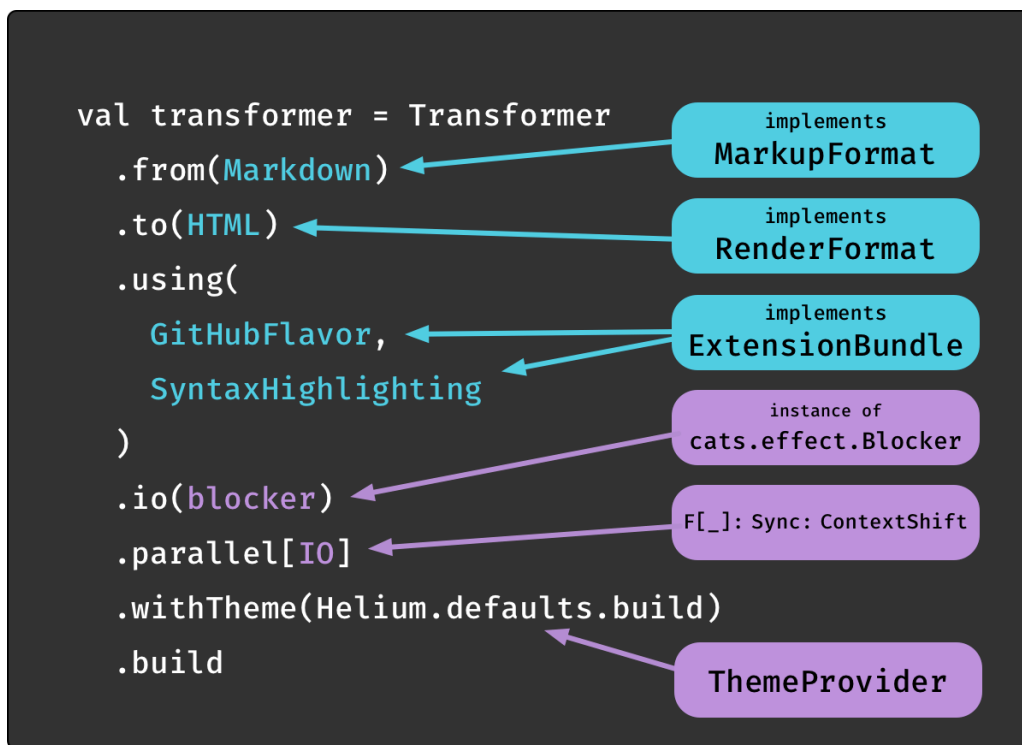 val transformer = Transformer
.from(Markdown)
.to(HTML)
.using(
GitHubFlavor,
SyntaxHighlighting
)
.io(blocker)
.parallel[IO]
.withTheme(Helium.defaults.build)
.build
implements
MarkupFormat
implements
RenderFormat
implements
ExtensionBundle
instance of
cats.effect.Blocker
F[_]: Sync: ContextShift
ThemeProvider